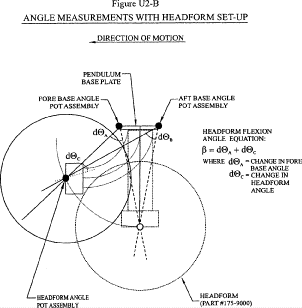 Figure U2-B
ANGLE MEASUREMENTS WITH HEADFORM SET-UP
DIRECTION OF MOTION
PENDULUM
BASE PLATE
FORE BASE ANGLE
POT ASSEMBLY
AFT BASE ANGLE
POT ASSEMBLY
dΘA
dΘB
dΘC
HEADFORM FLEXION
ANGLE EQUATION:
β = dΘA + dΘC
WHERE dΘA = CHANGE IN FORE
BASE ANGLE
dΘC = CHANGE IN
HEADFORM
ANGLE
HEADFORM ANGLE
POT ASSEMBLY
HEADFORM
(PART #175-9000)